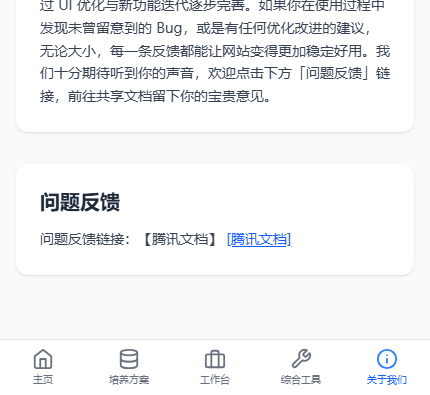 过 UI 优化与新功能迭代逐步完善。如果你在使用过程中
发现未曾留意到的 Bug，或是有任何优化改进的建议，
无论大小，每一条反馈都能让网站变得更加稳定好用。我
们十分期待听到你的声音，欢迎点击下方「问题反馈」链
接，前往共享文档留下你的宝贵意见。
问题反馈
问题反馈链接：【腾讯文档】 [腾讯文档]
主页 培养方案 工作台 综合工具 关于我们